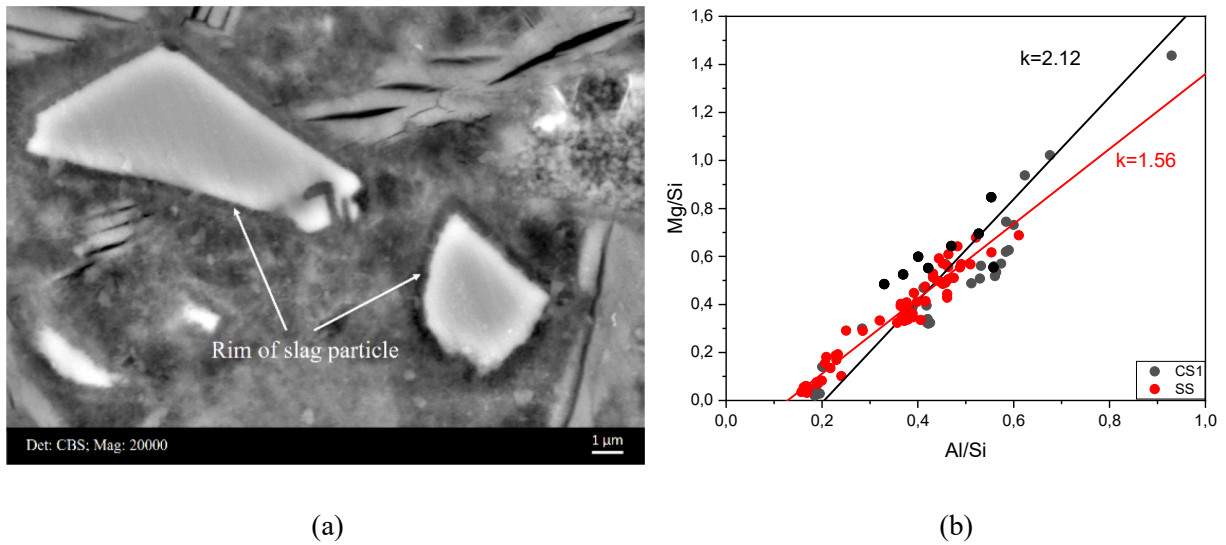 Rim of slag particle
Det: CBS; Mag: 20000
1 µm
(a)
1,6
1,4
1,2
1,0
0,8
0,6
0,4
0,2
0,0
Mg/Si
k=2.12
k=1.56
CS1
SS
0,0 0,2 0,4 0,6 0,8 1,0
Al/Si
(b)